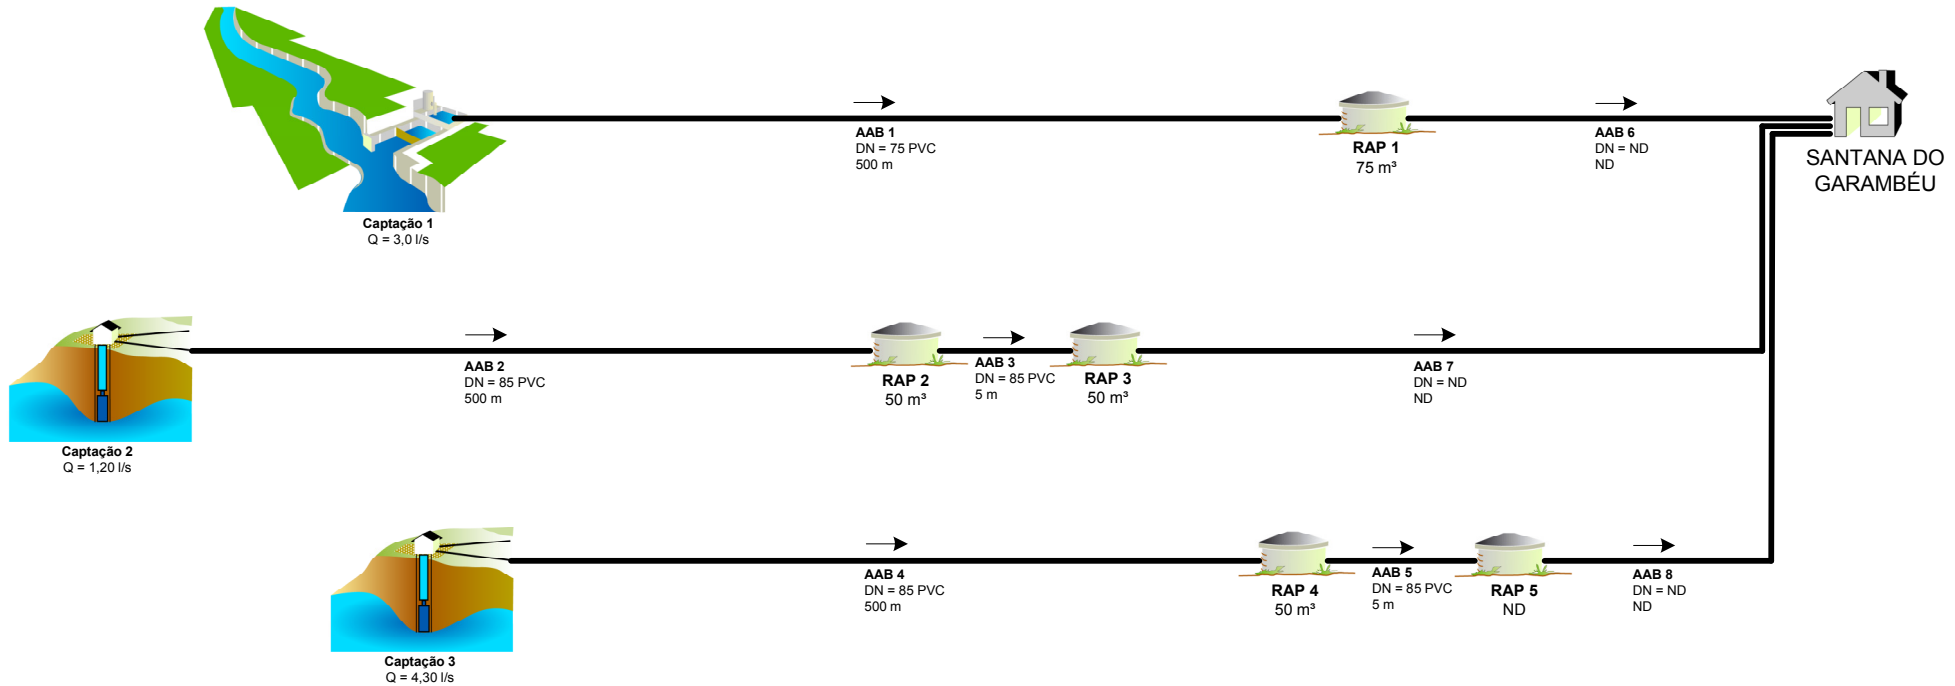 AAB 1
DN = 75 PVC
500 m
RAP 1
75 m³
AAB 6
DN = ND
ND
SANTANA DO
GARAMBÉU
Captação 1
Q = 3,0 l/s
AAB 2
DN = 85 PVC
500 m
RAP 2
50 m³
AAB 3
DN = 85 PVC
5 m
RAP 3
50 m³
AAB 7
DN = ND
ND
Captação 2
Q = 1,20 l/s
AAB 4
DN = 85 PVC
500 m
RAP 4
50 m³
AAB 5
DN = 85 PVC
5 m
RAP 5
ND
AAB 8
DN = ND
ND
Captação 3
Q = 4,30 l/s